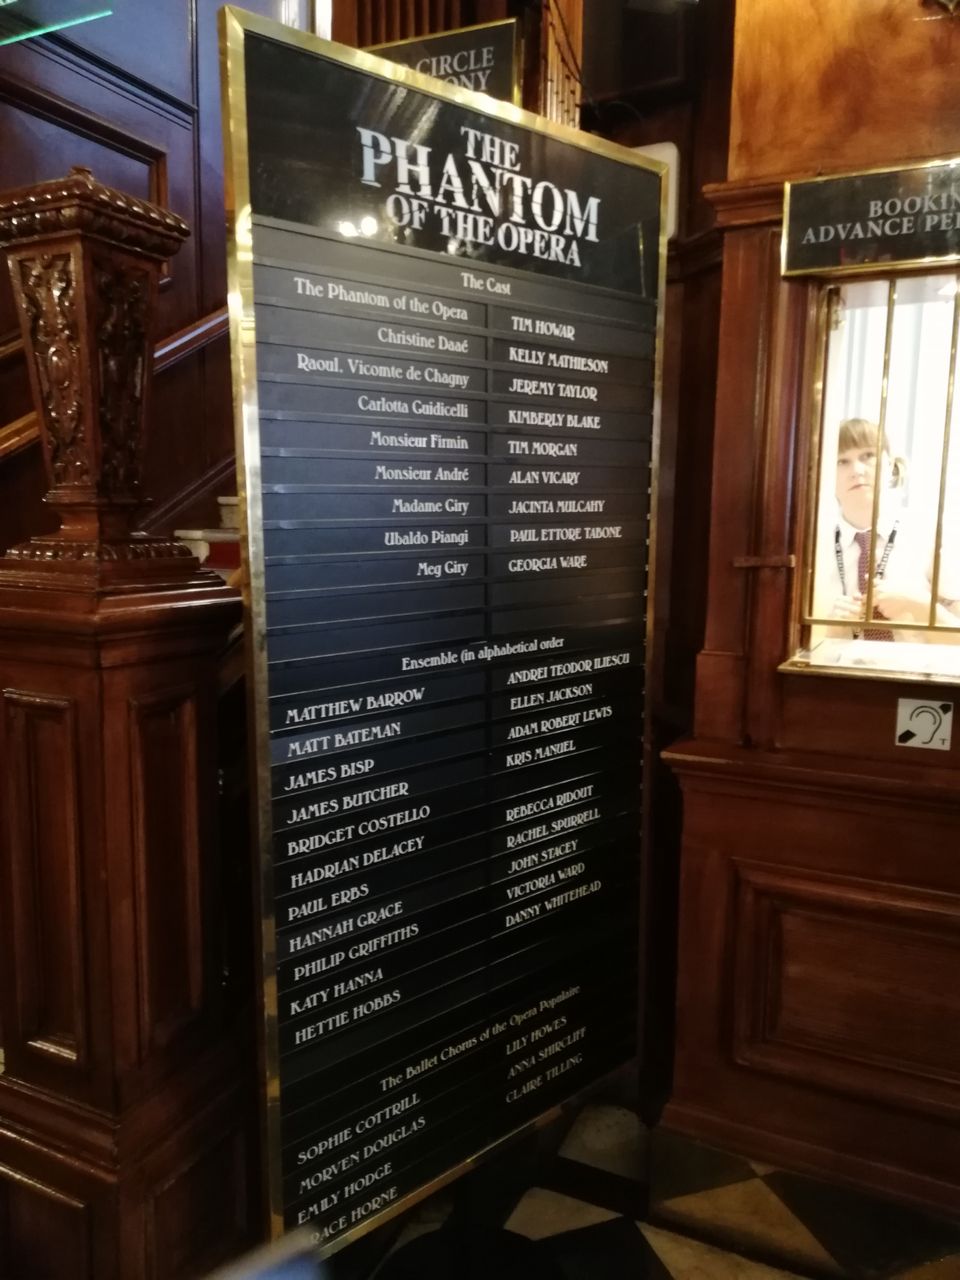 CIRCLE
THE
PHANTOM
OF THE OPERA
BOOKIN
ADVANCE PE
The Cast
The Phantom of the Opera TIM HOWAR
Christine Daaé KELLY MATHIESON
Raoul, Vicomte de Chagny JEREMY TAYLOR
Carlotta Guidicelli KIMBERLY BLAKE
Monsieur Firmin TIM MORGAN
Monsieur André ALAN VICARY
Madame Giry JACINTA MULCAHY
Ubaldo Piangi PAUL ETTORE TABONE
Meg Giry GEORGIA WARE
Ensemble (in alphabetical order
MATTHEW BARROW ANDREI TEODOR ILIESCU
MATT BATEMAN ELLEN JACKSON
JAMES BISP ADAM ROBERT LEWIS
JAMES BUTCHER KRIS MANUEL
BRIDGET COSTELLO REBECCA RIDOUT
HADRIAN DELACEY RACHEL SPURRELL
PAUL ERBS JOHN STACEY
HANNAH GRACE VICTORIA WARD
PHILIP GRIFFITHS DANNY WHITEHEAD
KATY HANNA
HETTIE HOBBS
The Ballet Chorus of the Opera Populaire
SOPHIE COTTRILL LILY HOWES
MORVEN DOUGLAS ANNA SHIRCLIFF
EMILY HODGE CLAIRE TILLING
RACE HORNE
T